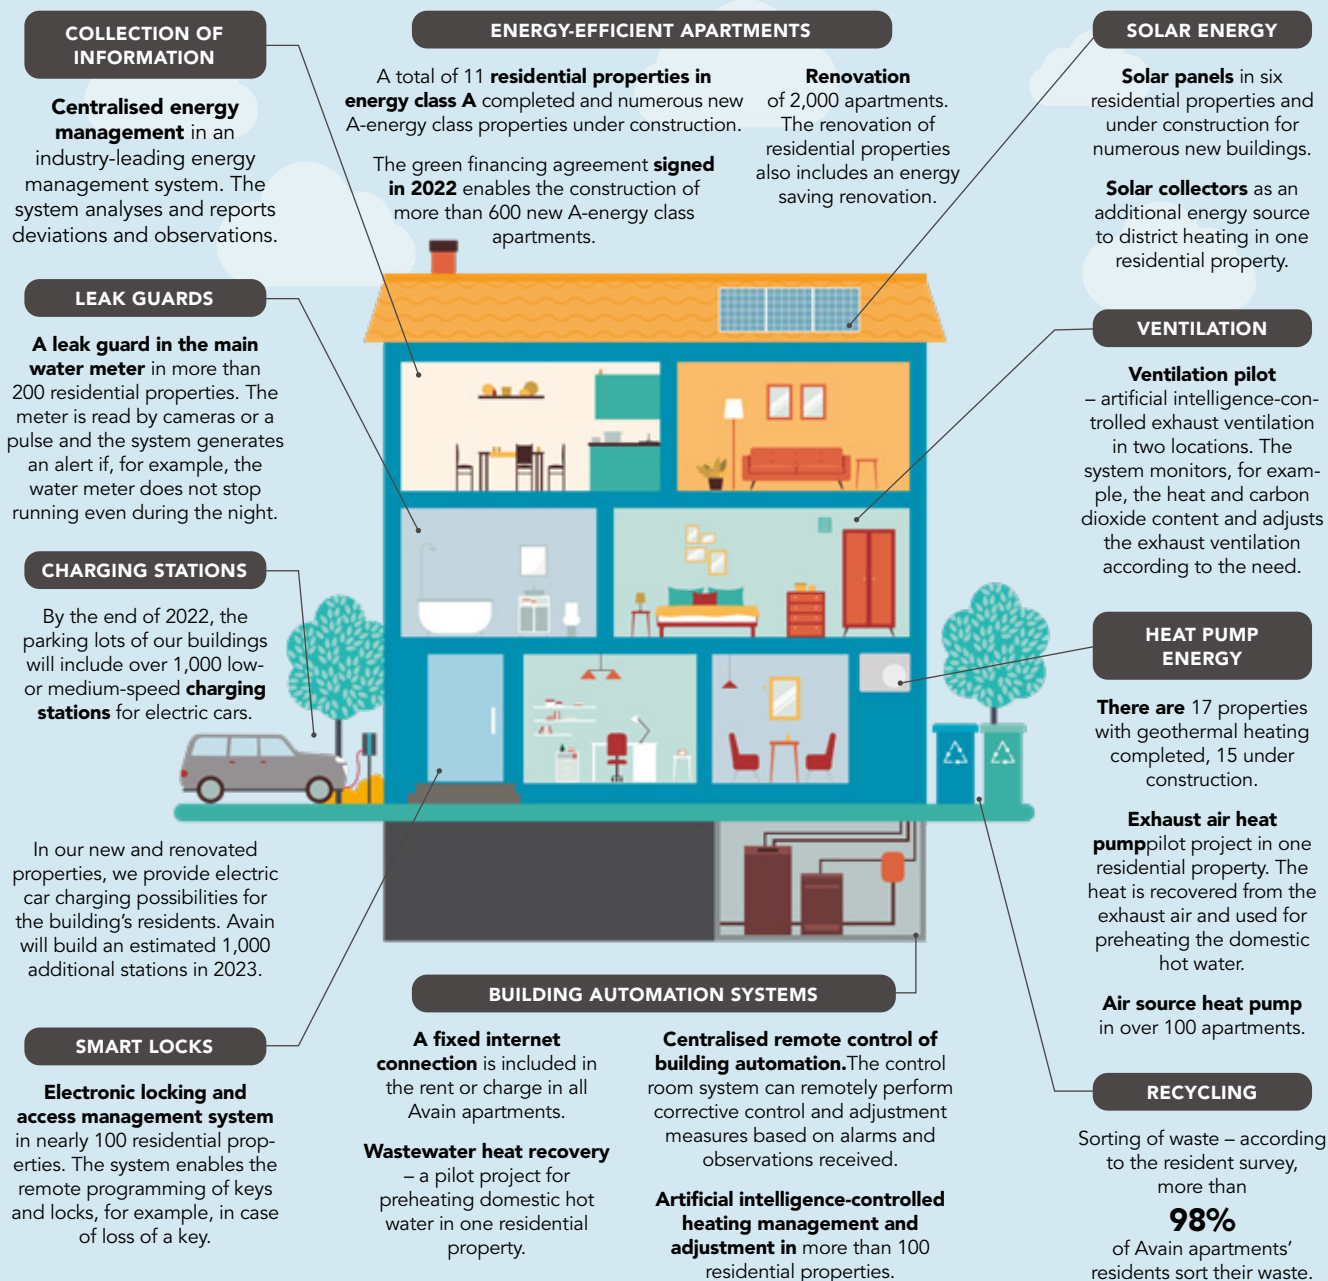 COLLECTION OF
INFORMATION
Centralised energy
management in an
industry-leading energy
management system. The
system analyses and reports
deviations and observations.
LEAK GUARDS
A leak guard in the main
water meter in more than
200 residential properties. The
meter is read by cameras or a
pulse and the system generates
an alert if, for example, the
water meter does not stop
running even during the night.
CHARGING STATIONS
By the end of 2022, the
parking lots of our buildings
will include over 1,000 low-
or medium-speed charging
stations for electric cars.
In our new and renovated
properties, we provide electric
car charging possibilities for
the building's residents. Avain
will build an estimated 1,000
additional stations in 2023.
SMART LOCKS
Electronic locking and
access management system
in nearly 100 residential prop-
erties. The system enables the
remote programming of keys
and locks, for example, in case
of loss of a key.
ENERGY-EFFICIENT APARTMENTS
A total of 11 residential properties in
energy class A completed and numerous new
A-energy class properties under construction.
The green financing agreement signed
in 2022 enables the construction of
more than 600 new A-energy class
apartments.
Renovation
of 2,000 apartments.
The renovation of
residential properties
also includes an energy
saving renovation.
BUILDING AUTOMATION SYSTEMS
A fixed internet
connection is included in
the rent or charge in all
Avain apartments.
Wastewater heat recovery
– a pilot project for
preheating domestic hot
water in one residential
property.
Centralised remote control of
building automation.The control
room system can remotely perform
corrective control and adjustment
measures based on alarms and
observations received.
Artificial intelligence-controlled
heating management and
adjustment in more than 100
residential properties.
SOLAR ENERGY
Solar panels in six
residential properties and
under construction for
numerous new buildings.
Solar collectors as an
additional energy source
to district heating in one
residential property.
VENTILATION
Ventilation pilot
– artificial intelligence-con-
trolled exhaust ventilation
in two locations. The
system monitors, for exam-
ple, the heat and carbon
dioxide content and adjusts
the exhaust ventilation
according to the need.
HEAT PUMP
ENERGY
There are 17 properties
with geothermal heating
completed, 15 under
construction.
Exhaust air heat
pumppilot project in one
residential property. The
heat is recovered from the
exhaust air and used for
preheating the domestic
hot water.
Air source heat pump
in over 100 apartments.
RECYCLING
Sorting of waste – according
to the resident survey,
more than
98%
of Avain apartments'
residents sort their waste.